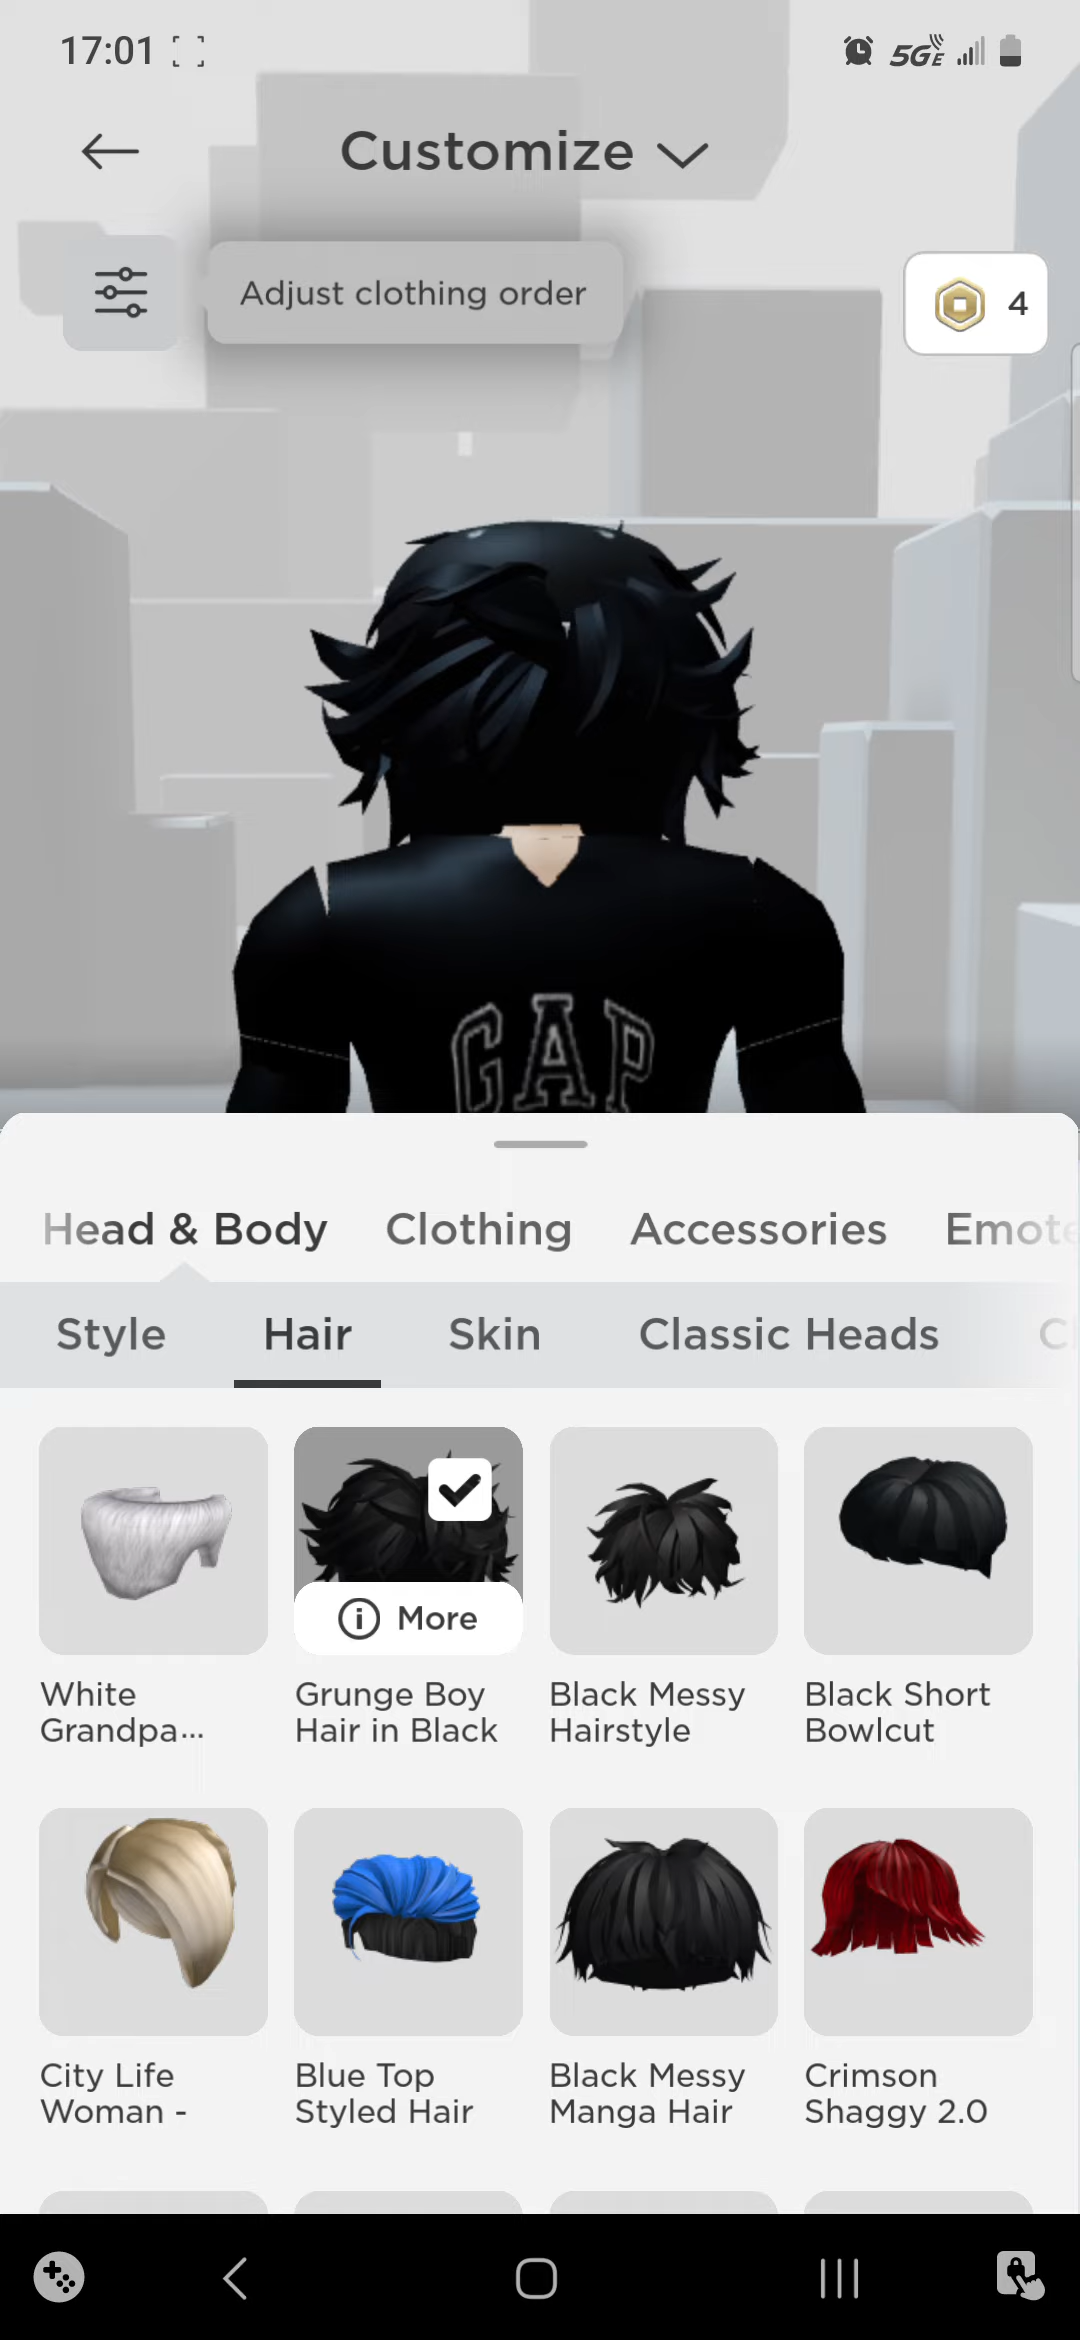 17:01
5GE
Customize
Adjust clothing order
4
GAP
Head & Body Clothing Accessories Emote
Style Hair Skin Classic Heads
More
White
Grandpa...
Grunge Boy
Hair in Black
Black Messy
Hairstyle
Black Short
Bowlcut
City Life
Woman -
Blue Top
Styled Hair
Black Messy
Manga Hair
Crimson
Shaggy 2.0